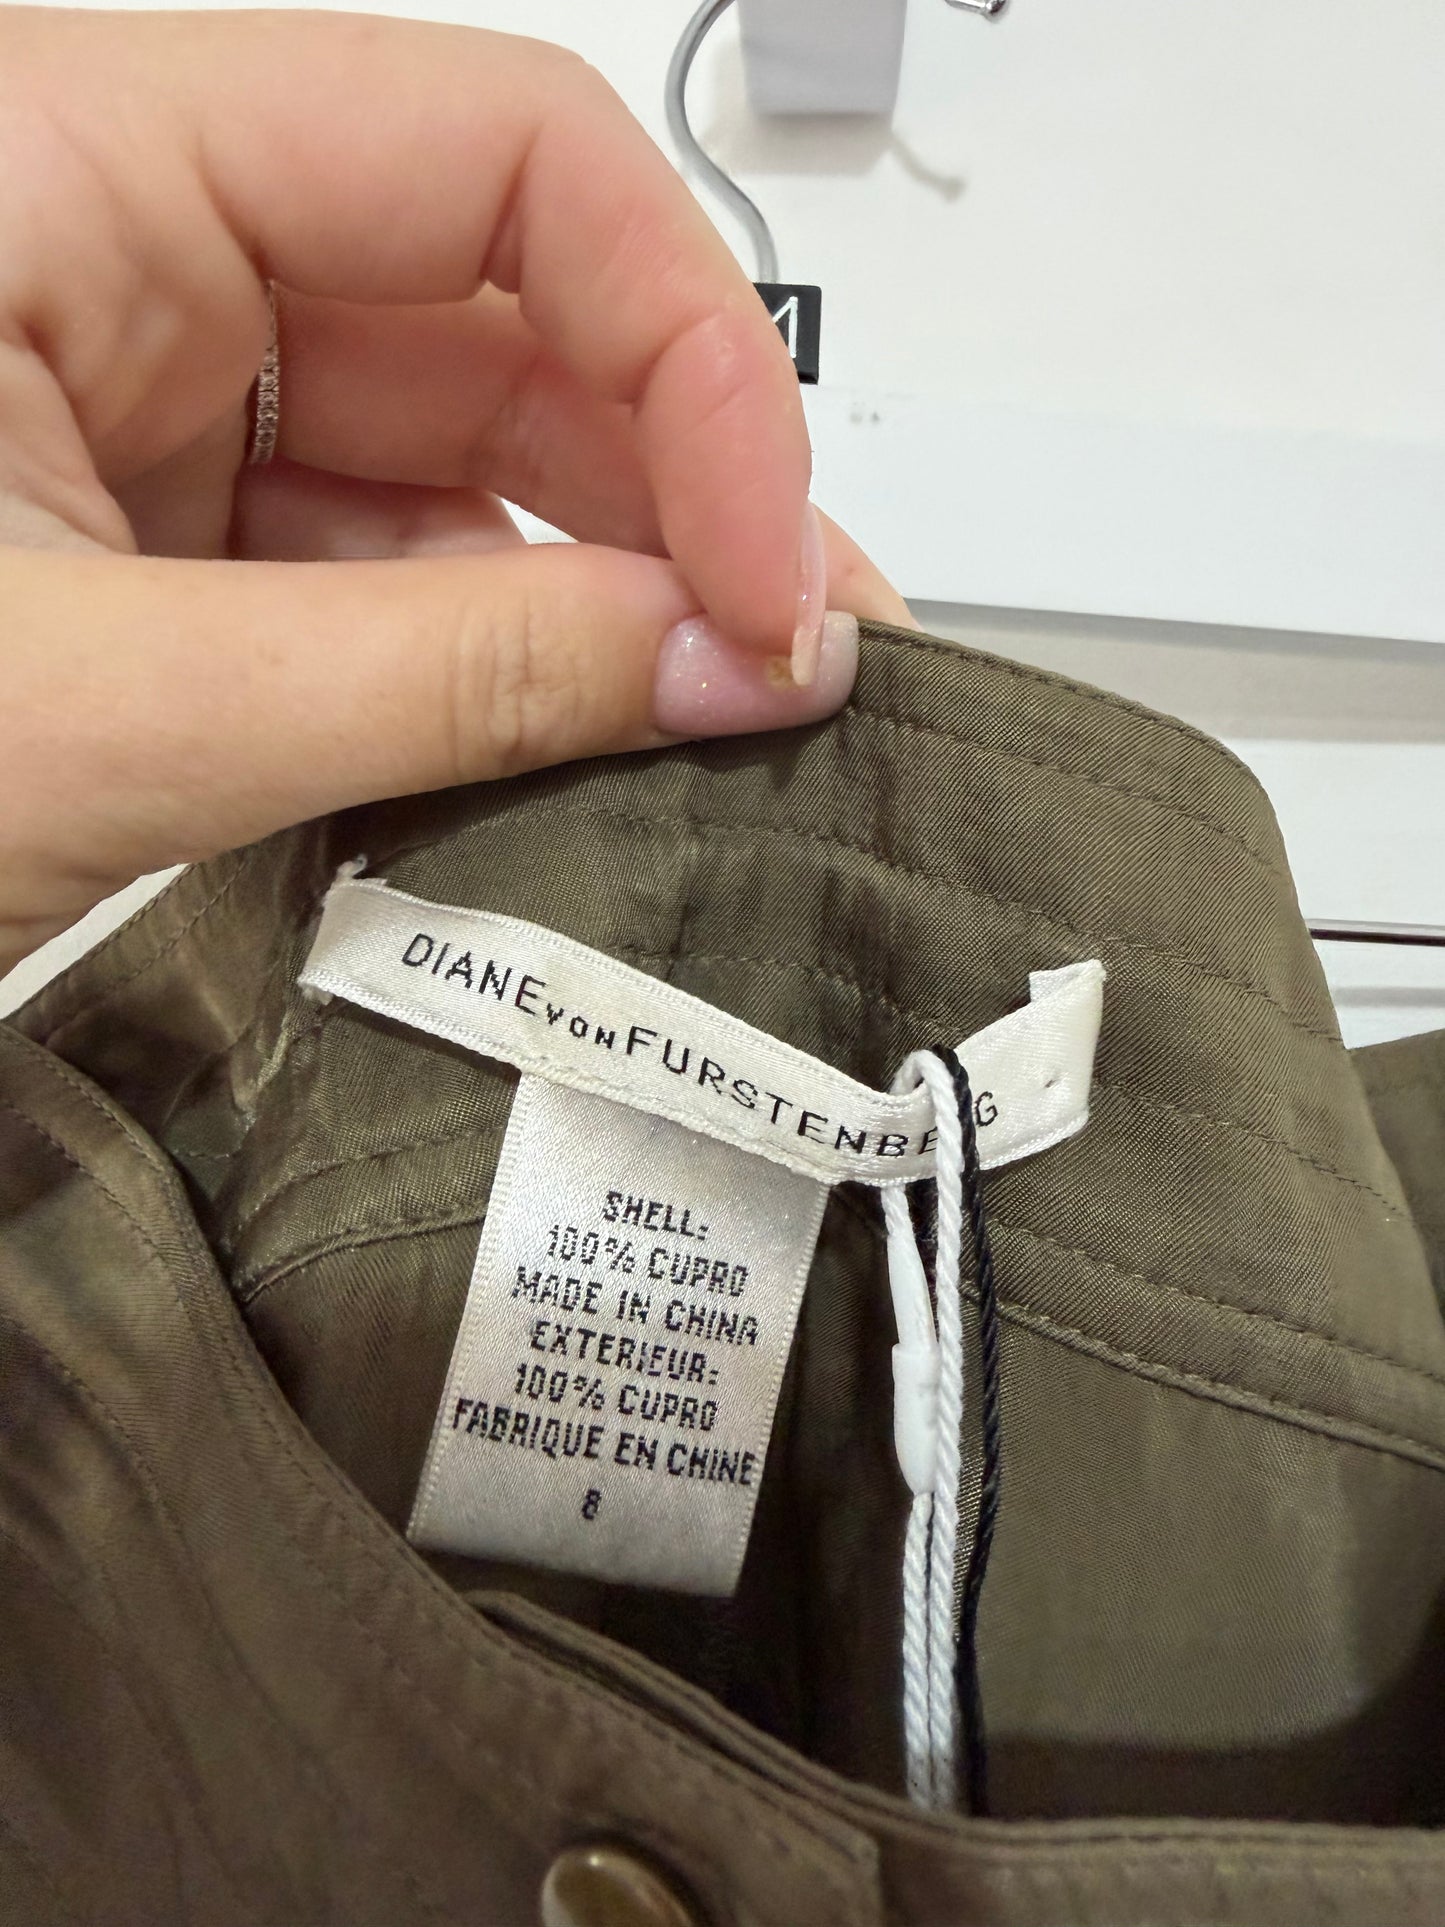 DIANE von FURSTENBERG
SHELL:
100% CUPRO
MADE IN CHINA
EXTERIEUR:
100% CUPRO
FABRIQUE EN CHINE
8